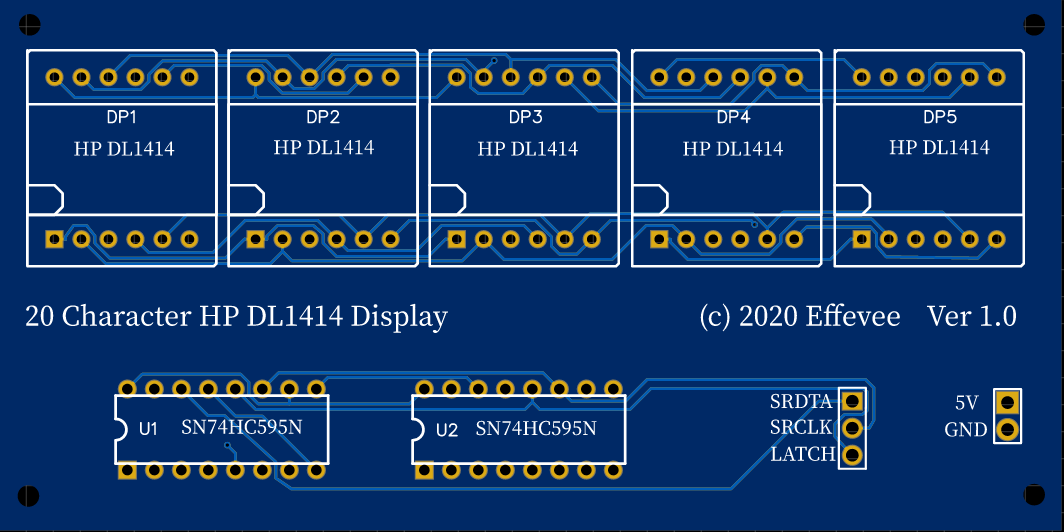 DP1 DP2 DP3 DP4 DP5
HP DL1414 HP DL1414 HP DL1414 HP DL1414 HP DL1414
20 Character HP DL1414 Display (c) 2020 Effevee Ver 1.0
U1 SN74HC595N U2 SN74HC595N
SRDTA
SRCLK
LATCH
5V
GND